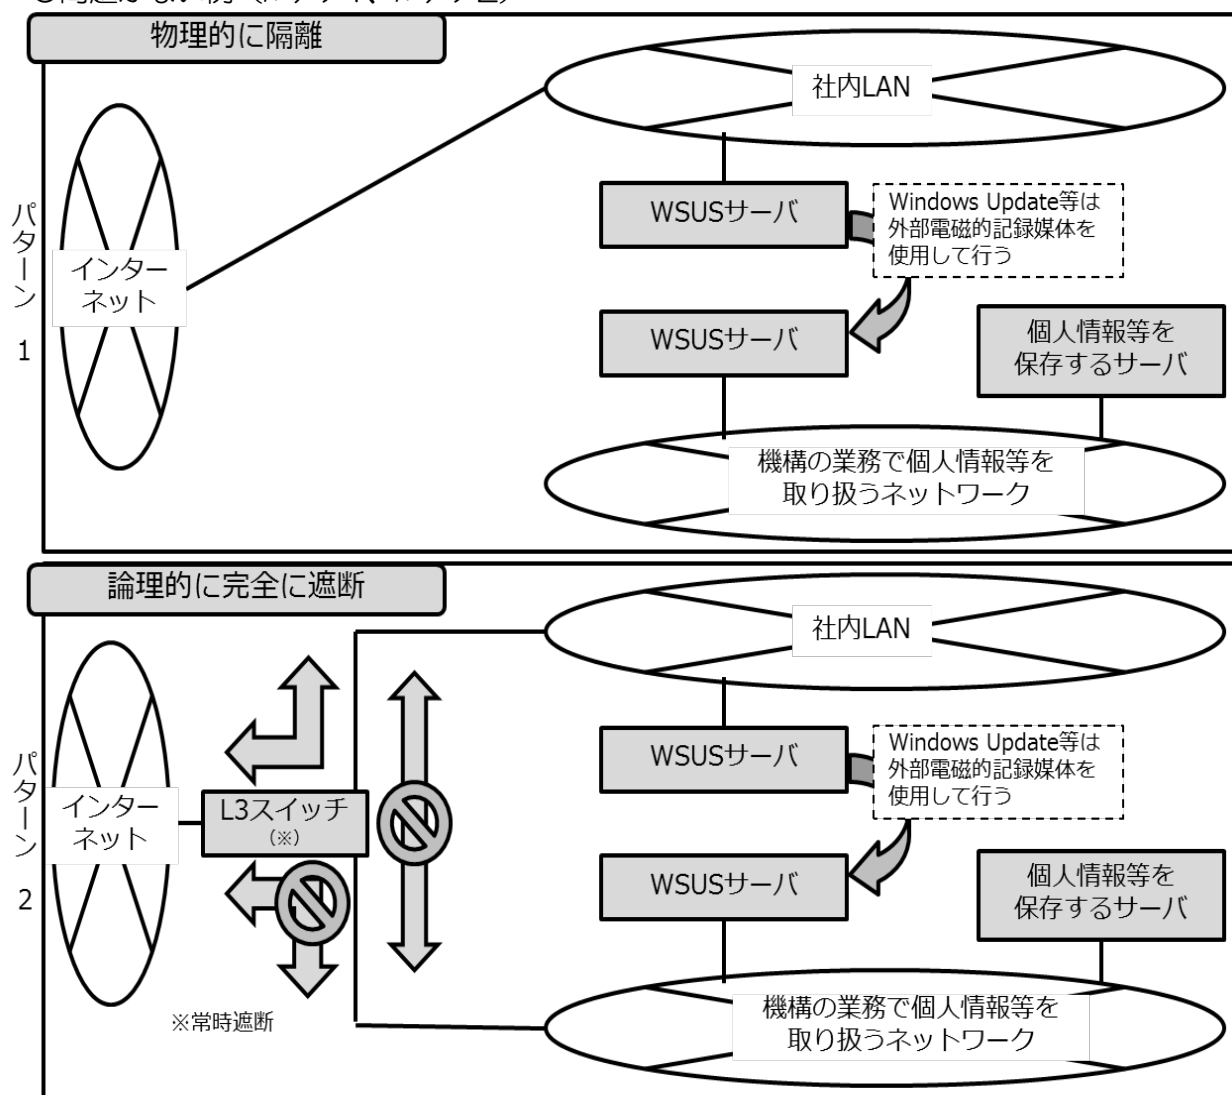 物理的に隔離
社内LAN
WSUSサーバ
Windows Update等は
外部電磁的記録媒体を
使用して行う
パターン
1
インター
ネット
WSUSサーバ
個人情報等を
保存するサーバ
機構の業務で個人情報等を
取り扱うネットワーク
論理的に完全に遮断
社内LAN
WSUSサーバ
Windows Update等は
外部電磁的記録媒体を
使用して行う
パターン
2
インター
ネット
L3スイッチ
(※)
WSUSサーバ
個人情報等を
保存するサーバ
※常時遮断
機構の業務で個人情報等を
取り扱うネットワーク